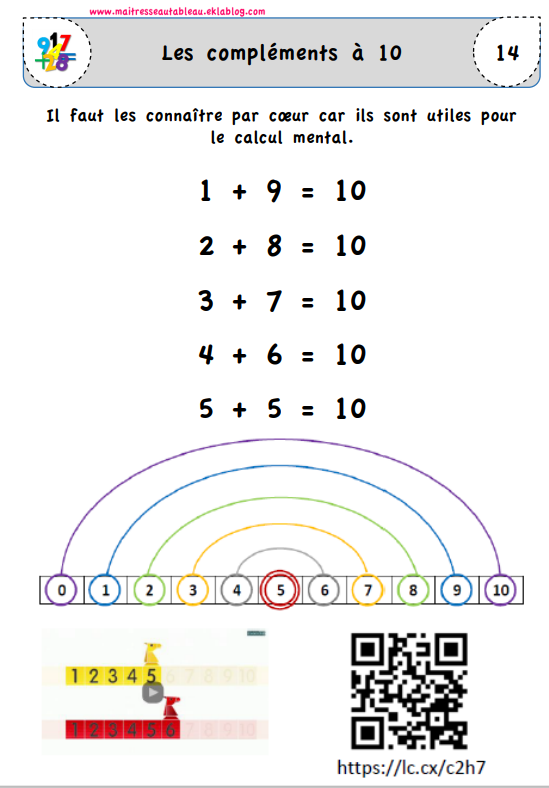 www.maitresseautableau.eklablog.com
Les compléments à 10
14
Il faut les connaître par cœur car ils sont utiles pour
le calcul mental.
1 + 9 = 10
2 + 8 = 10
3 + 7 = 10
4 + 6 = 10
5 + 5 = 10
0 1 2 3 4 5 6 7 8 9 10
1 2 3 4 5 6 7 8 9 10
1 2 3 4 5 6 7 8 9 10
https://lc.cx/c2h7